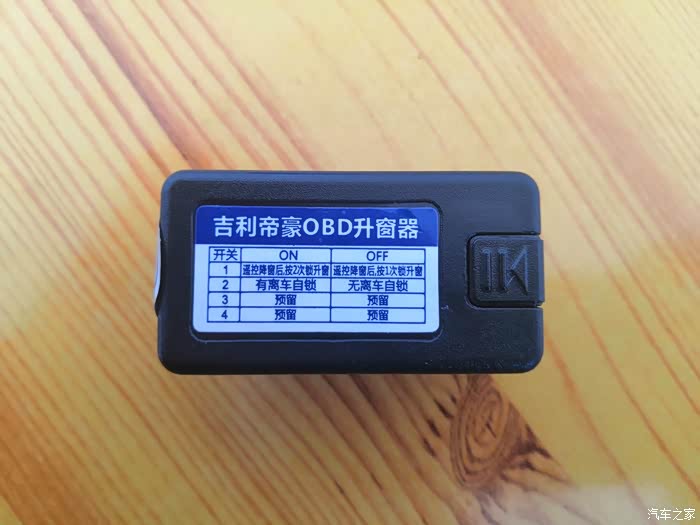 吉利帝豪OBD升窗器
开关 ON OFF
1 遥控降窗后,按2次锁升窗 遥控降窗后,按1次锁升窗
2 有离车自锁 无离车自锁
3 预留 预留
4 预留 预留
汽车之家